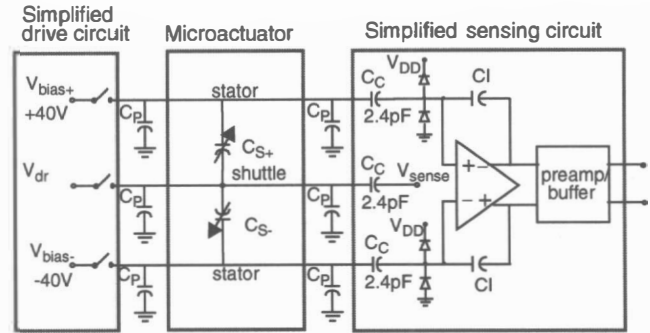 Simplified drive circuit
Microactuator
Simplified sensing circuit
Vbias+
+40V
CP
stator
CP
CC
2.4pF
VDD
CI
CS+
shuttle
Vdr
CP
CP
CC
2.4pF
Vsense
+ −
− +
preamp/
buffer
CS-
VDD
Vbias-
-40V
CP
stator
CP
CC
2.4pF
CI